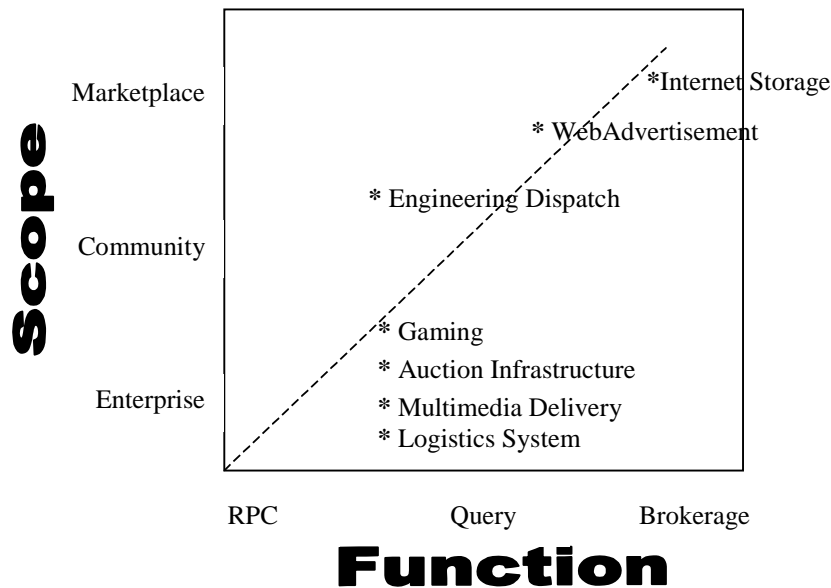 *Internet Storage
Marketplace
* WebAdvertisement
* Engineering Dispatch
Community
Scope
* Gaming
* Auction Infrastructure
Enterprise
* Multimedia Delivery
* Logistics System
RPC Query Brokerage
Function